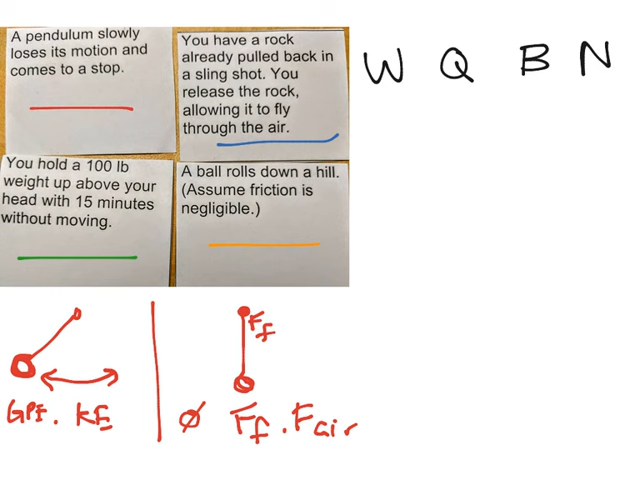 A pendulum slowly
loses its motion and
comes to a stop.
You have a rock
already pulled back in
a sling shot. You
release the rock,
allowing it to fly
through the air.
You hold a 100 lb
weight up above your
head with 15 minutes
without moving.
A ball rolls down a hill.
(Assume friction is
negligible.)
W Q B N
Ff
GPE . KE
Ø Ff . Fair